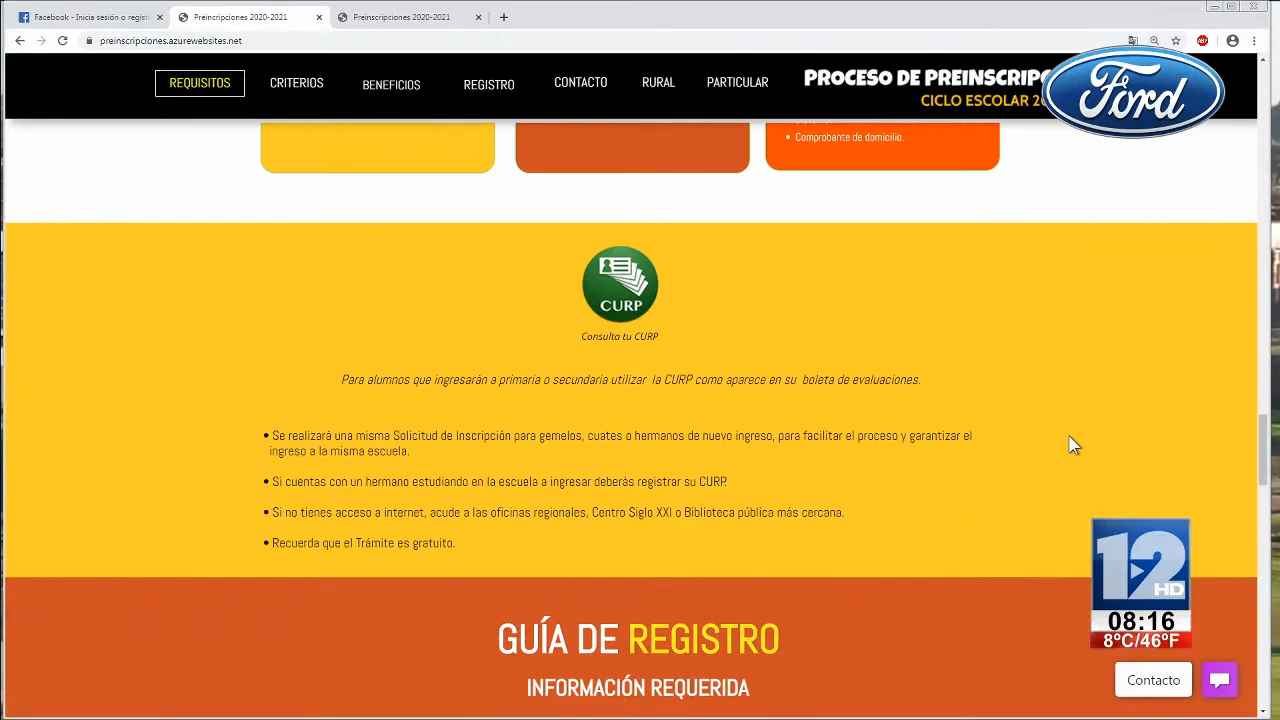 Facebook - Inicia sesión o regist
Preincripciones 2020-2021
Preinscripciones 2020-2021
preinscripciones.azurewebsites.net
REQUISITOS
CRITERIOS
BENEFICIOS
REGISTRO
CONTACTO
RURAL
PARTICULAR
PROCESO DE
CICLO ESCOLAR
Ford
• Comprobante de domicilio.
CURP
Consulta tu CURP
Para alumnos que ingresarán a primaria o secundaria utilizar la CURP como aparece en su boleta de evaluaciones.
• Se realizará una misma Solicitud de Inscripción para gemelos, cuates o hermanos de nuevo ingreso, para facilitar el proceso y garantizar el
ingreso a la misma escuela.
• Si cuentas con un hermano estudiando en la escuela a ingresar deberás registrar su CURP.
• Si no tienes acceso a internet, acude a las oficinas regionales, Centro Siglo XXI o Biblioteca pública más cercana.
• Recuerda que el Trámite es gratuito.
12
HD
08:16
8°C/46°F
GUÍA DE REGISTRO
INFORMACIÓN REQUERIDA
Contacto